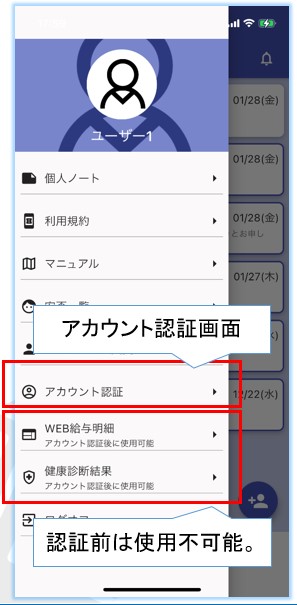 ユーザー1
01/28(金)
個人ノート
01/28(金)
利用規約
01/28(金)
とお申し
マニュアル
01/27(木)
アカウント認証画面
アカウント認証
12/22(水)
WEB給与明細
アカウント認証後に使用可能
健康診断結果
アカウント認証後に使用可能
認証前は使用不可能。